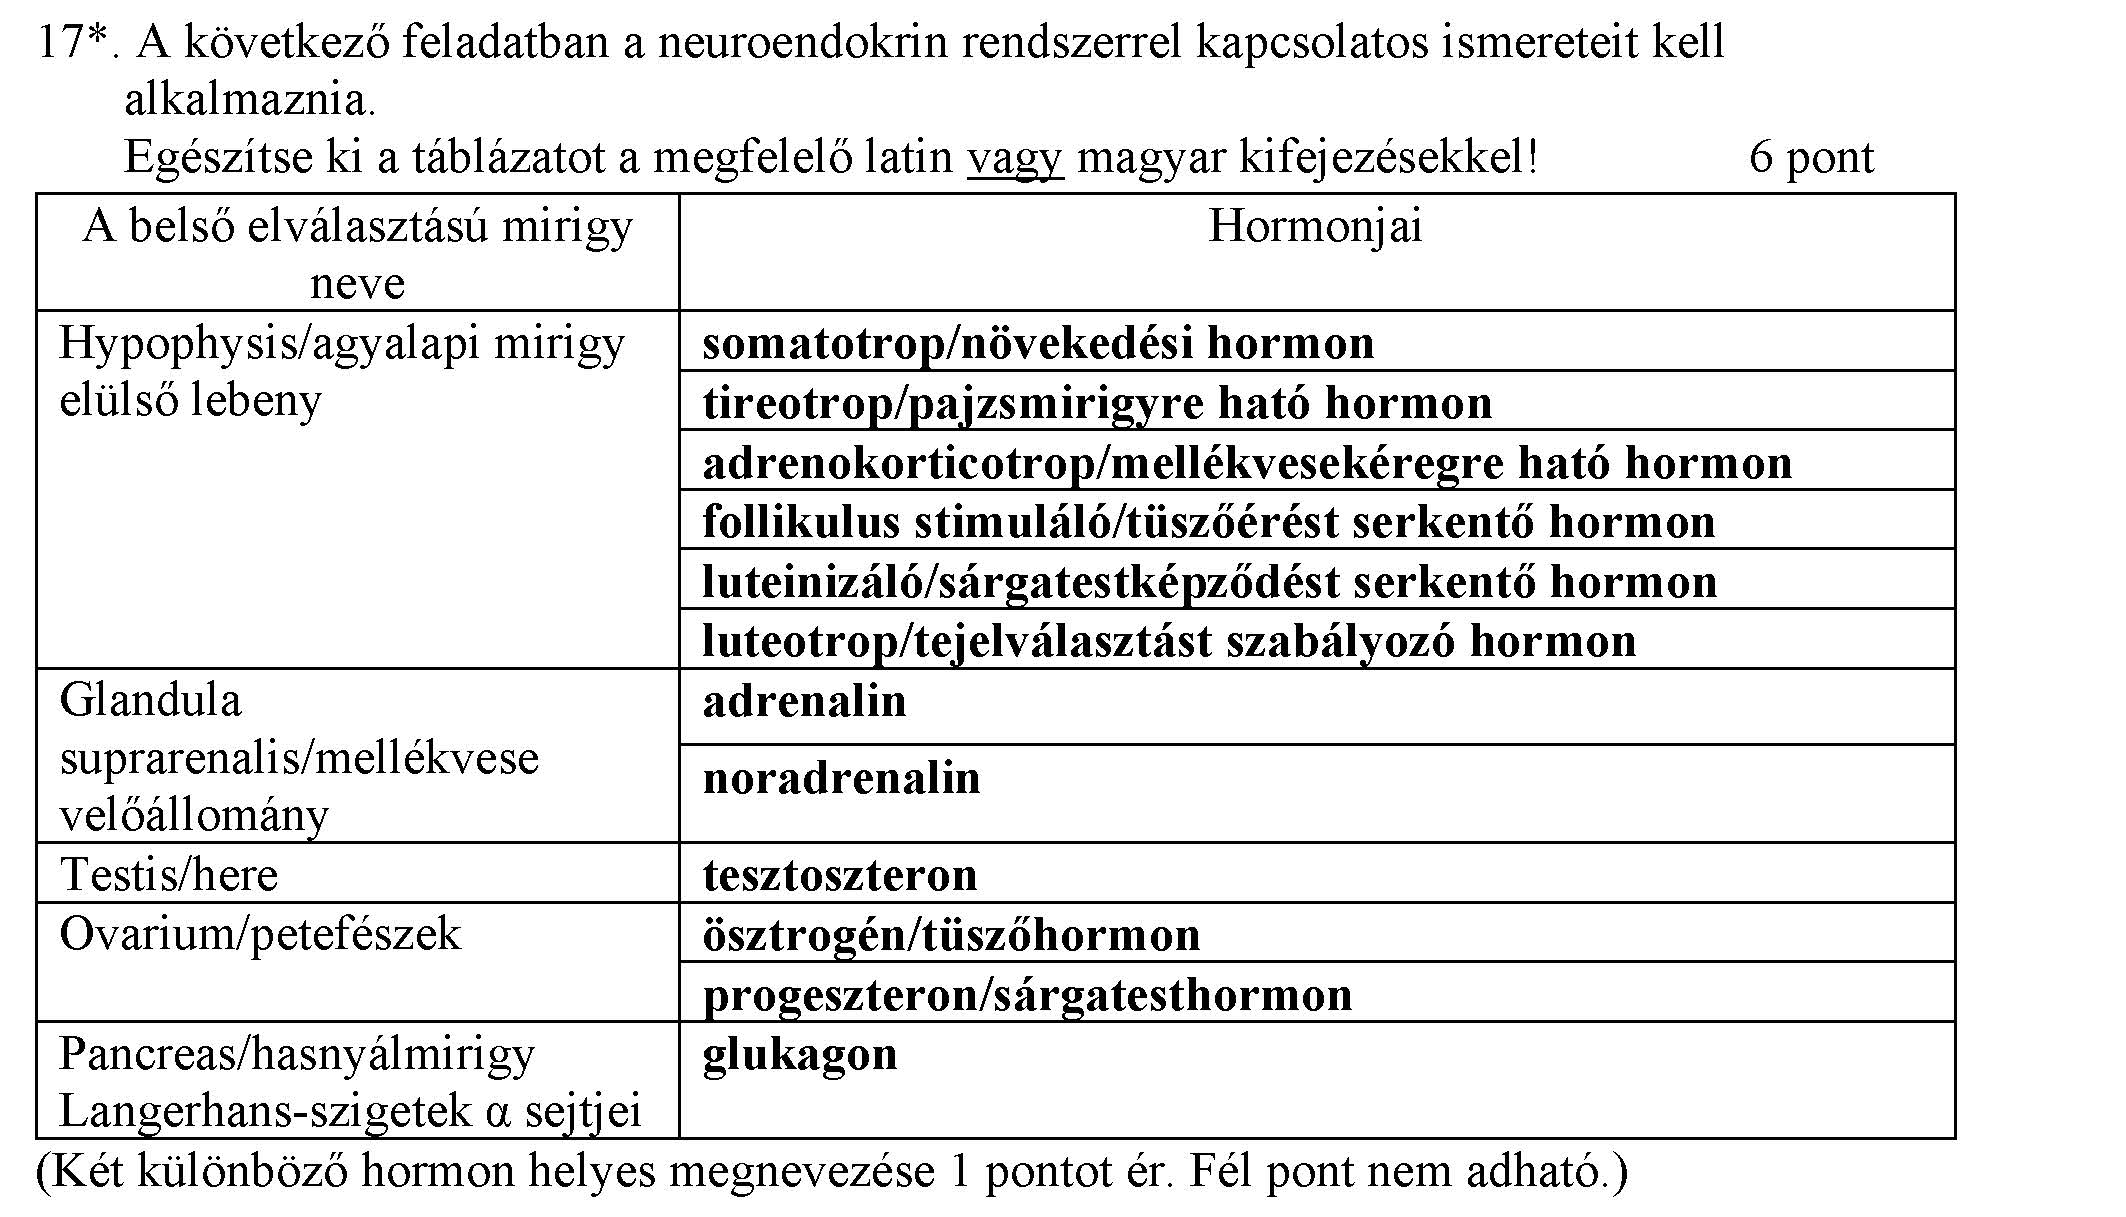 17*. A következő feladatban a neuroendokrin rendszerrel kapcsolatos ismereteit kell
alkalmaznia.
Egészítse ki a táblázatot a megfelelő latin vagy magyar kifejezésekkel! 6 pont
A belső elválasztású mirigy
neve
Hormonjai
Hypophysis/agyalapi mirigy
elülső lebeny
somatotrop/növekedési hormon
tireotrop/pajzsmirigyre ható hormon
adrenokorticotrop/mellékvesekéregre ható hormon
follikulus stimuláló/tüszőérést serkentő hormon
luteinizáló/sárgatestképződést serkentő hormon
luteotrop/tejelválasztást szabályozó hormon
Glandula
suprarenalis/mellékvese
velőállomány
adrenalin
noradrenalin
Testis/here
tesztoszteron
Ovarium/petefészek
ösztrogén/tüszőhormon
progeszteron/sárgatesthormon
Pancreas/hasnyálmirigy
Langerhans-szigetek α sejtjei
glukagon
(Két különböző hormon helyes megnevezése 1 pontot ér. Fél pont nem adható.)